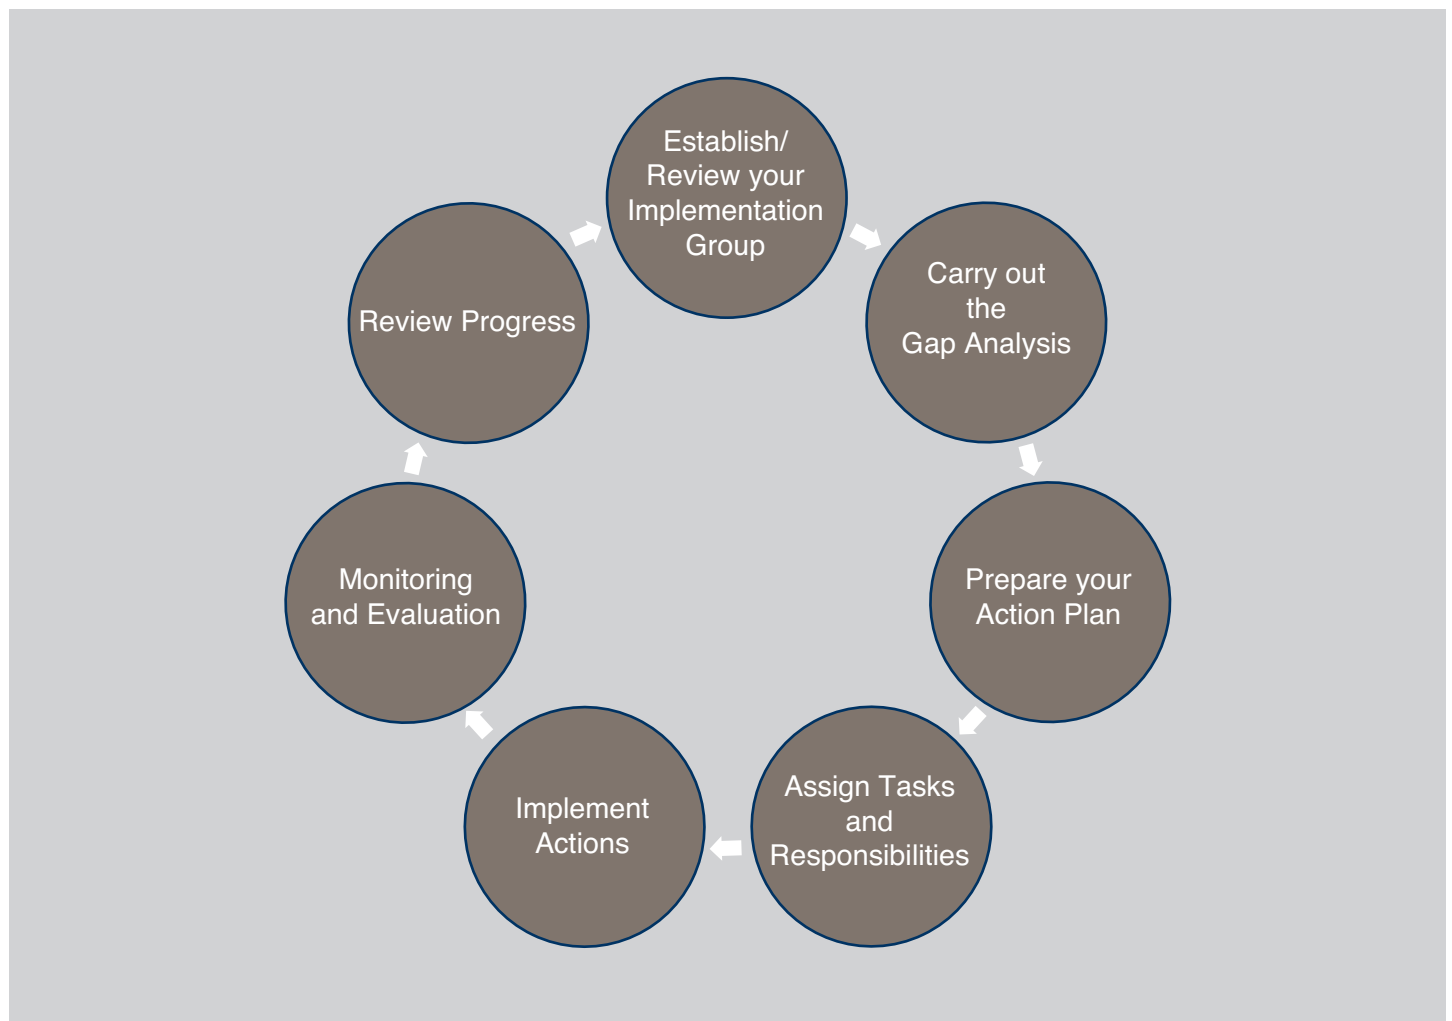 Establish/
Review your
Implementation
Group
Carry out
the
Gap Analysis
Prepare your
Action Plan
Assign Tasks
and
Responsibilities
Implement
Actions
Monitoring
and Evaluation
Review Progress